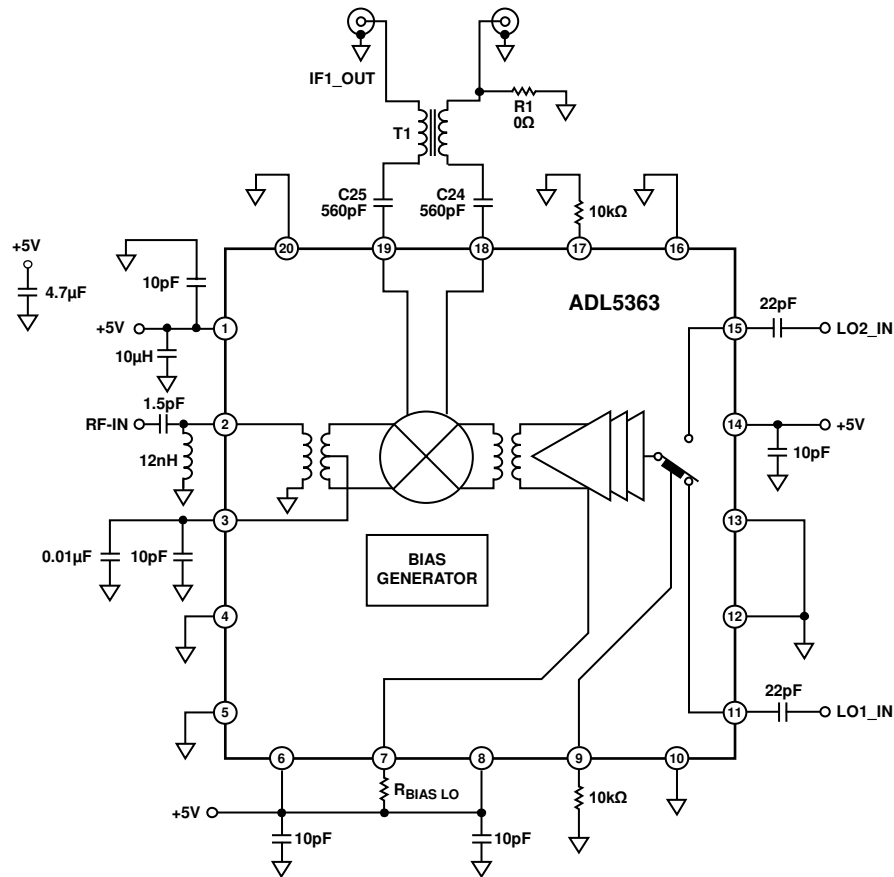 IF1_OUT
R1
0Ω
T1
C25
560pF
C24
560pF
10kΩ
20
19
18
17
16
+5V
4.7µF
10pF
ADL5363
+5V
1
10µH
22pF
15
LO2_IN
1.5pF
RF-IN
2
12nH
14
+5V
10pF
3
0.01µF
10pF
BIAS
GENERATOR
13
4
12
5
22pF
11
LO1_IN
6
7
8
9
10
RBIAS LO
+5V
10kΩ
10pF
10pF